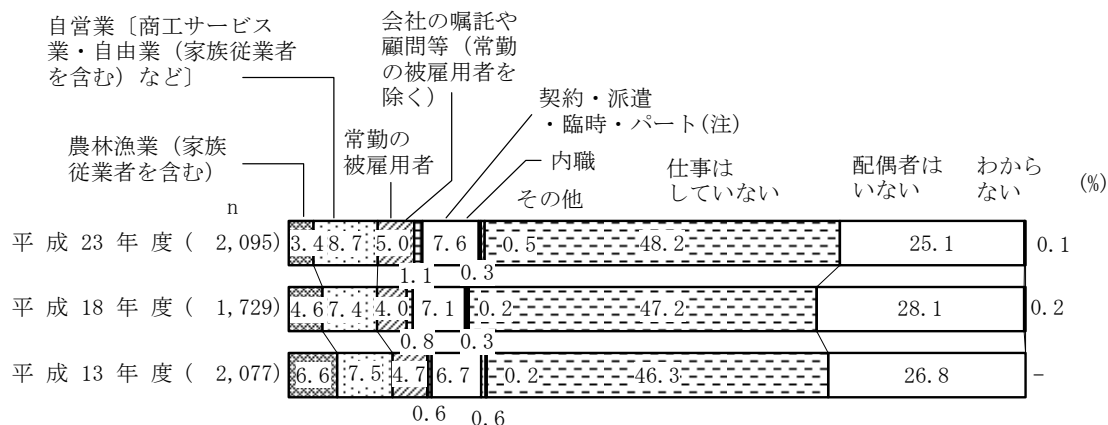 自営業〔商工サービス
業・自由業（家族従業者
を含む）など〕
会社の嘱託や
顧問等（常勤
の被雇用者を
除く）
農林漁業（家族
従業者を含む）
常勤の
被雇用者
契約・派遣
・臨時・パート(注)
内職
その他
仕事は
していない
配偶者は
いない
わから
ない
(%)
n
平成23年度( 2,095) 3.4 8.7 5.0 7.6 0.5 48.2 25.1 0.1
1.1 0.3
平成18年度( 1,729) 4.6 7.4 4.0 7.1 0.2 47.2 28.1 0.2
0.8 0.3
平成13年度( 2,077) 6.6 7.5 4.7 6.7 0.2 46.3 26.8 -
0.6 0.6